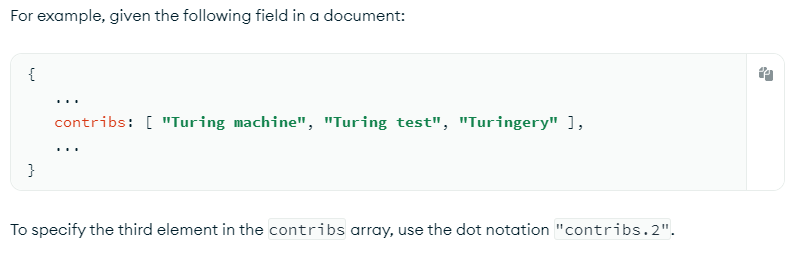 For example, given the following field in a document:
{
...
contribs: [ "Turing machine", "Turing test", "Turingery" ],
...
}
To specify the third element in the contribs array, use the dot notation "contribs.2".